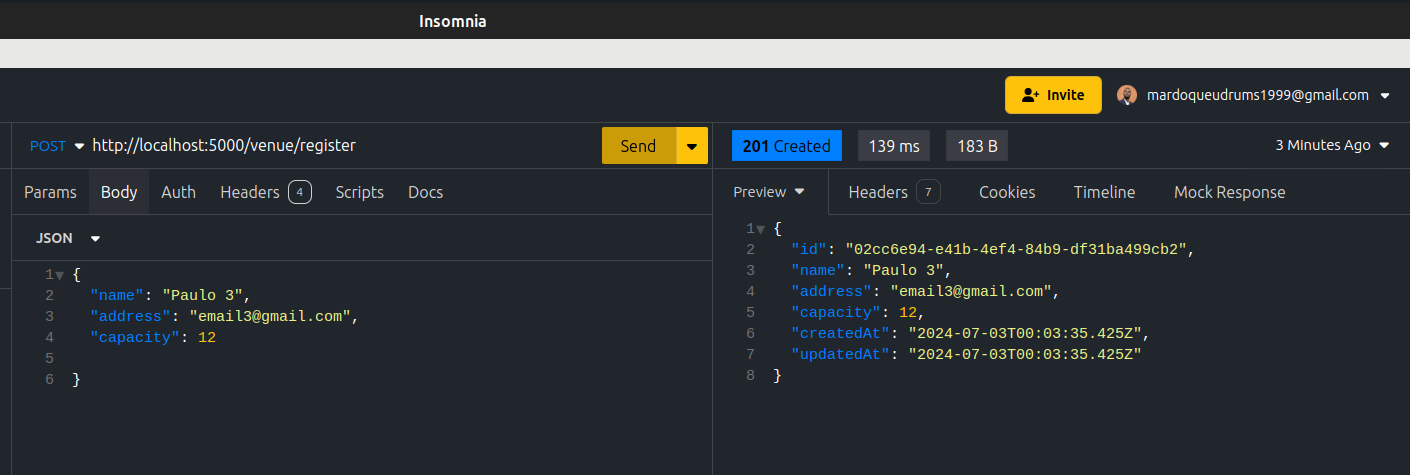 Insomnia
Invite mardoqueudrums1999@gmail.com
POST http://localhost:5000/venue/register Send
Params Body Auth Headers 4 Scripts Docs
JSON
1 {
2 "name": "Paulo 3",
3 "address": "email3@gmail.com",
4 "capacity": 12
5
6 }
201 Created 139 ms 183 B 3 Minutes Ago
Preview Headers 7 Cookies Timeline Mock Response
1 {
2 "id": "02cc6e94-e41b-4ef4-84b9-df31ba499cb2",
3 "name": "Paulo 3",
4 "address": "email3@gmail.com",
5 "capacity": 12,
6 "createdAt": "2024-07-03T00:03:35.425Z",
7 "updatedAt": "2024-07-03T00:03:35.425Z"
8 }